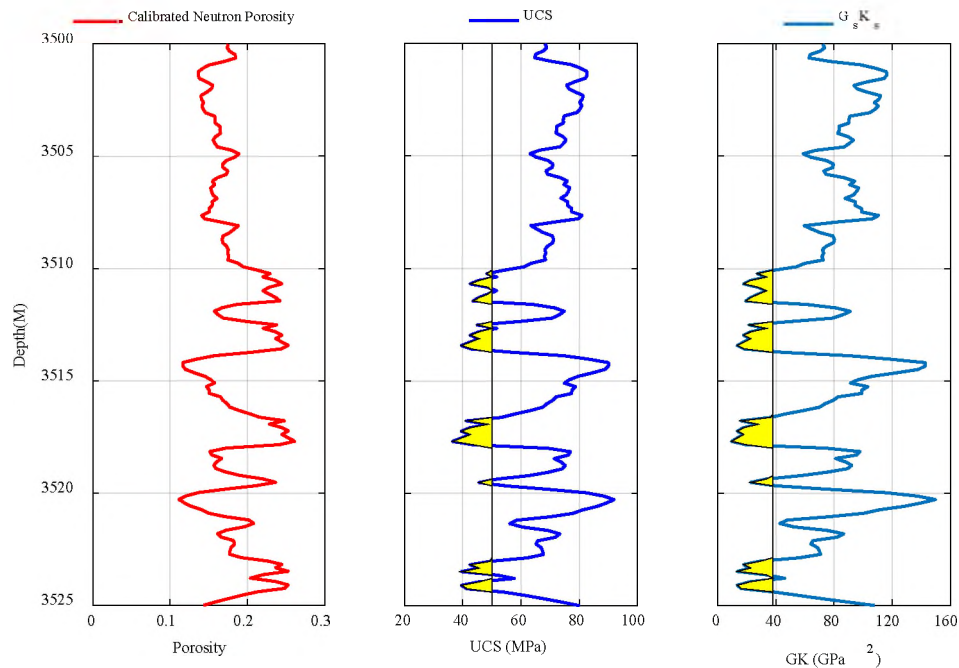 Calibrated Neutron Porosity
UCS
G s K s
3500
3505
3510
3515
3520
3525
Depth(M)
0 0.1 0.2 0.3
Porosity
20 40 60 80 100
UCS (MPa)
0 40 80 120 160
GK (GPa 2 )